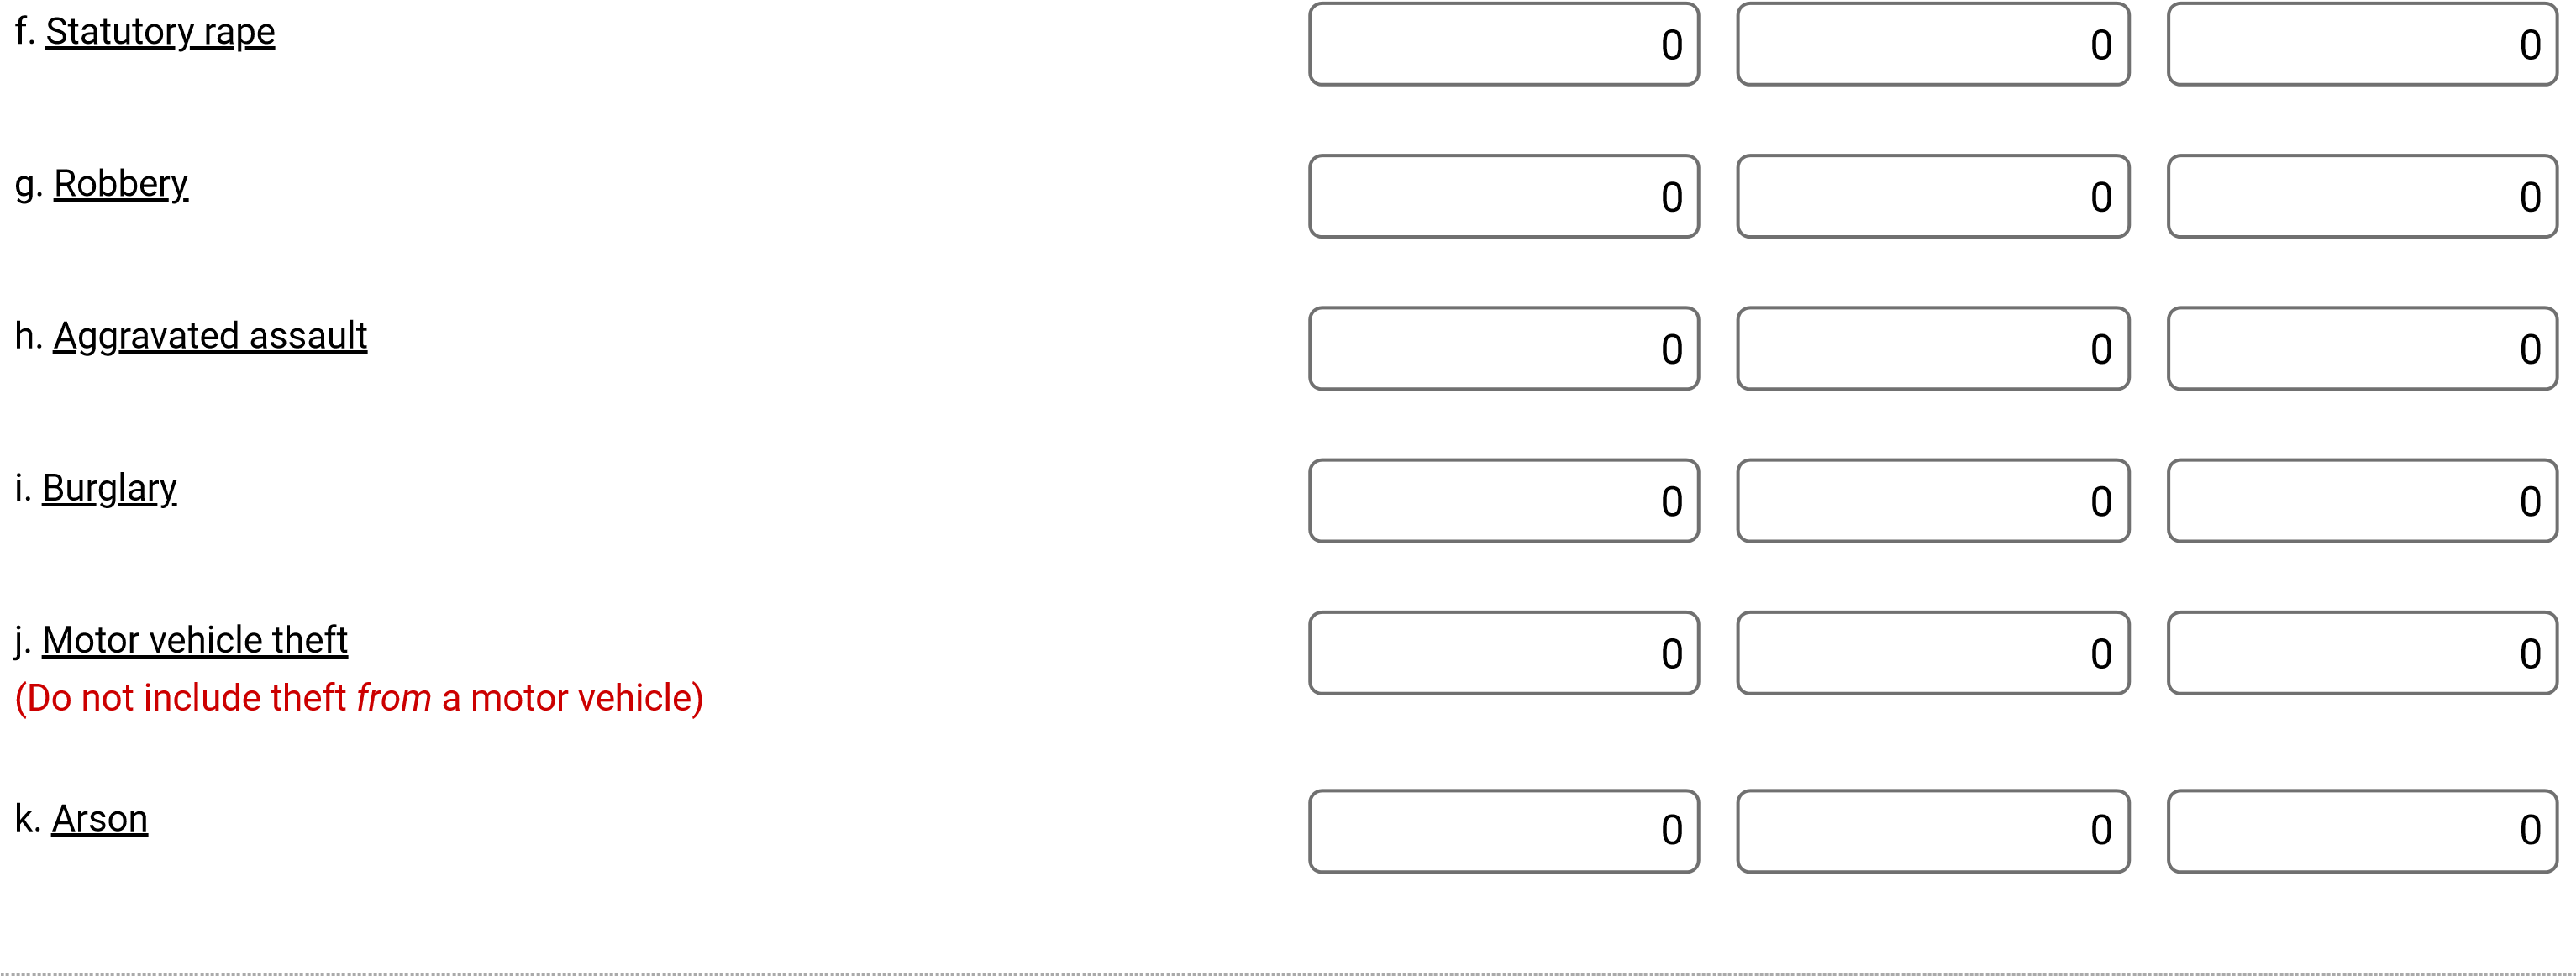 f. Statutory rape 0 0 0
g. Robbery 0 0 0
h. Aggravated assault 0 0 0
i. Burglary 0 0 0
j. Motor vehicle theft 0 0 0
(Do not include theft from a motor vehicle)
k. Arson 0 0 0